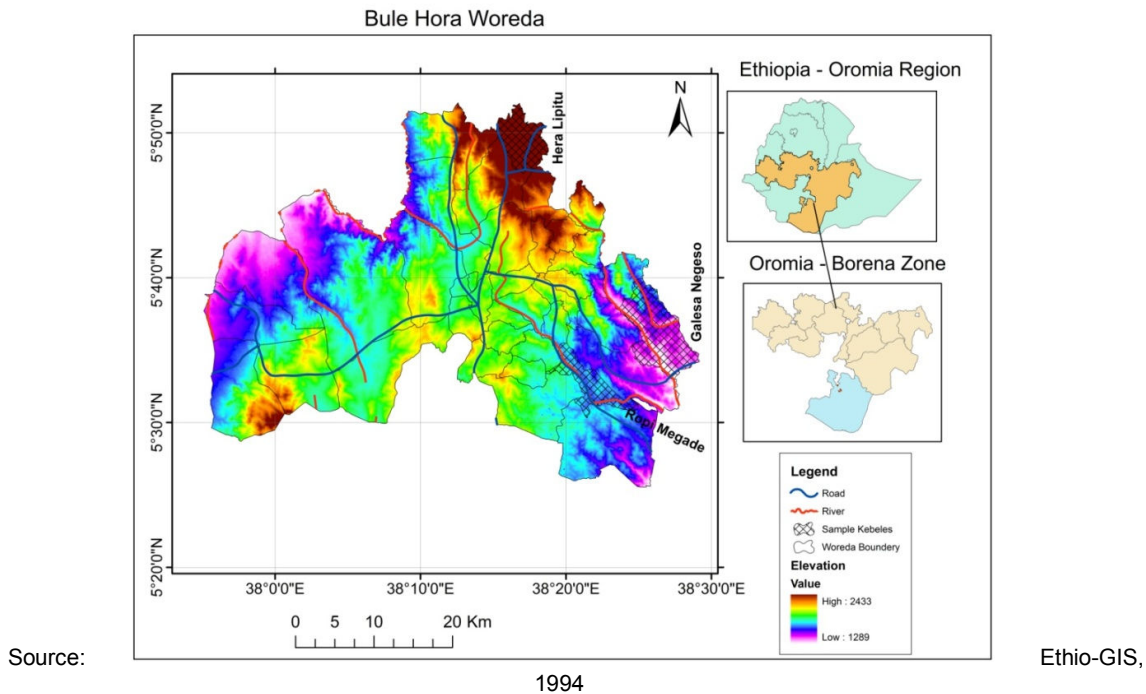 Bule Hora Woreda
Ethiopia - Oromia Region
N
Hera Lipitu
5°50'0"N
5°40'0"N
Galesa Negeso
Oromia - Borena Zone
5°30'0"N
Ropi Megade
5°20'0"N
38°0'0"E 38°10'0"E 38°20'0"E 38°30'0"E
0 5 10 20 Km
Legend
Road
River
Sample Kebeles
Woreda Boundery
Elevation
Value
High : 2433
Low : 1289
Source: Ethio-GIS,
1994